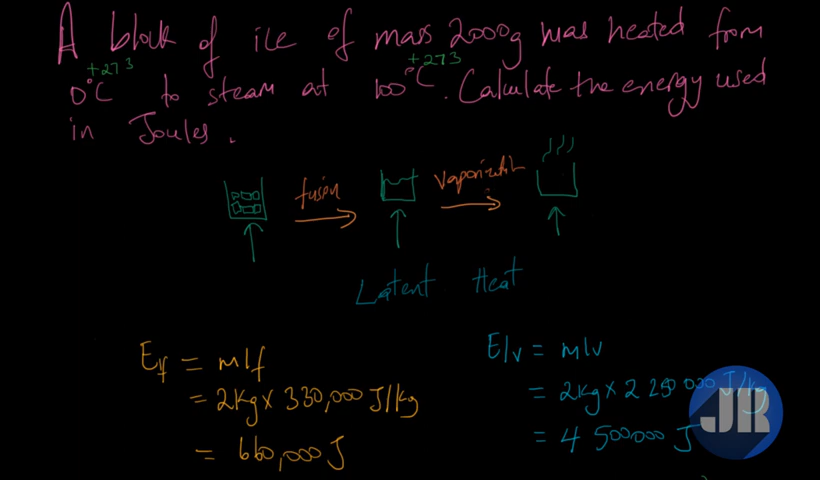 A block of ice of mass 2000g was heated from
+273 +273
0°C to steam at 100°C. Calculate the energy used
in Joules.
fusion vaporization
Latent Heat
Ef = mlf
= 2kg x 330,000 J/kg
= 660,000 J
E/v = mlv
= 2kg x 2 250 000 J/kg
= 4 500000 J
JR